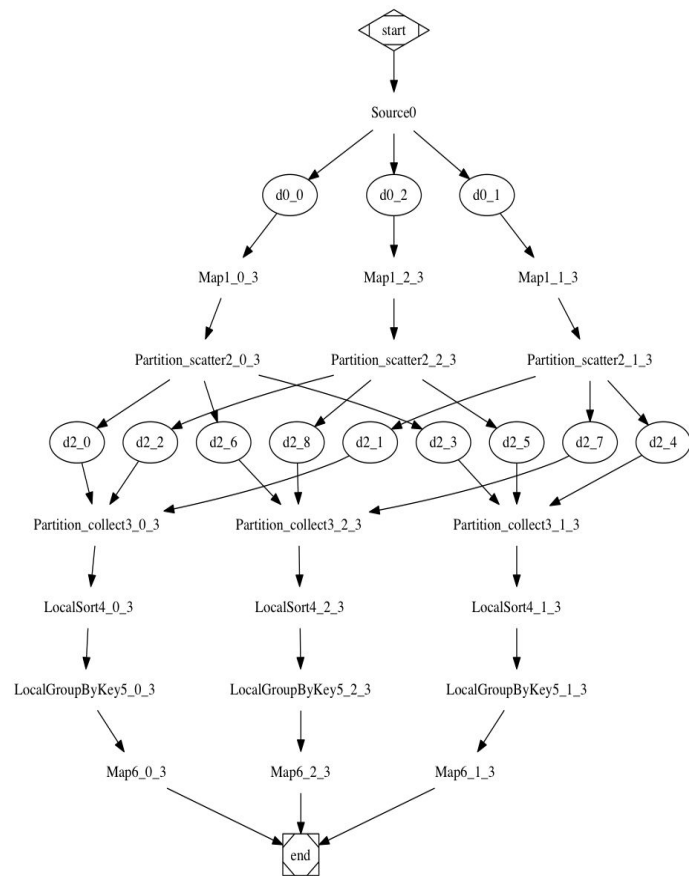 start
Source0
d0_0 d0_2 d0_1
Map1_0_3 Map1_2_3 Map1_1_3
Partition_scatter2_0_3 Partition_scatter2_2_3 Partition_scatter2_1_3
d2_0 d2_2 d2_6 d2_8 d2_1 d2_3 d2_5 d2_7 d2_4
Partition_collect3_0_3 Partition_collect3_2_3 Partition_collect3_1_3
LocalSort4_0_3 LocalSort4_2_3 LocalSort4_1_3
LocalGroupByKey5_0_3 LocalGroupByKey5_2_3 LocalGroupByKey5_1_3
Map6_0_3 Map6_2_3 Map6_1_3
end